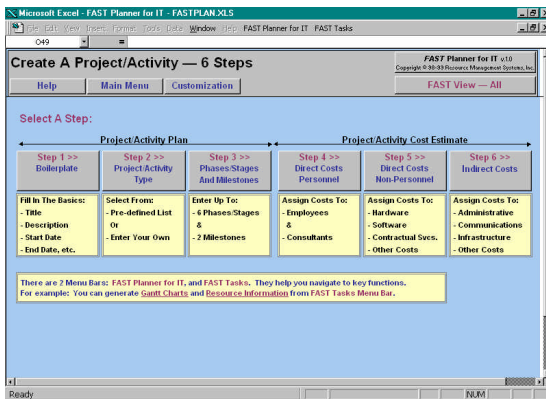 Microsoft Excel - FAST Planner for IT - FASTPLAN.XLS
File Edit View Insert Format Tools Data Window Help FAST Planner for IT FAST Tasks
O49 =
Create A Project/Activity — 6 Steps
FAST Planner for IT v.1.0
Copyright © 98-99 Resource Management Systems, Inc.
Help Main Menu Customization FAST View — All
Select A Step:
Project/Activity Plan Project/Activity Cost Estimate
Step 1 >> Step 2 >> Step 3 >> Step 4 >> Step 5 >> Step 6 >>
Boilerplate Project/Activity Phases/Stages Direct Costs Direct Costs Indirect Costs
Type And Milestones Personnel Non-Personnel
Fill In The Basics: Select From: Enter Up To: Assign Costs To: Assign Costs To: Assign Costs To:
- Title - Pre-defined List - 6 Phases/Stages - Employees - Hardware - Administrative
- Description Or & & - Software - Communications
- Start Date - Enter Your Own - 2 Milestones - Consultants - Contractual Svcs. - Infrastructure
- End Date, etc. - Other Costs - Other Costs
There are 2 Menu Bars: FAST Planner for IT, and FAST Tasks. They help you navigate to key functions.
For example: You can generate Gantt Charts and Resource Information from FAST Tasks Menu Bar.
Ready NUM